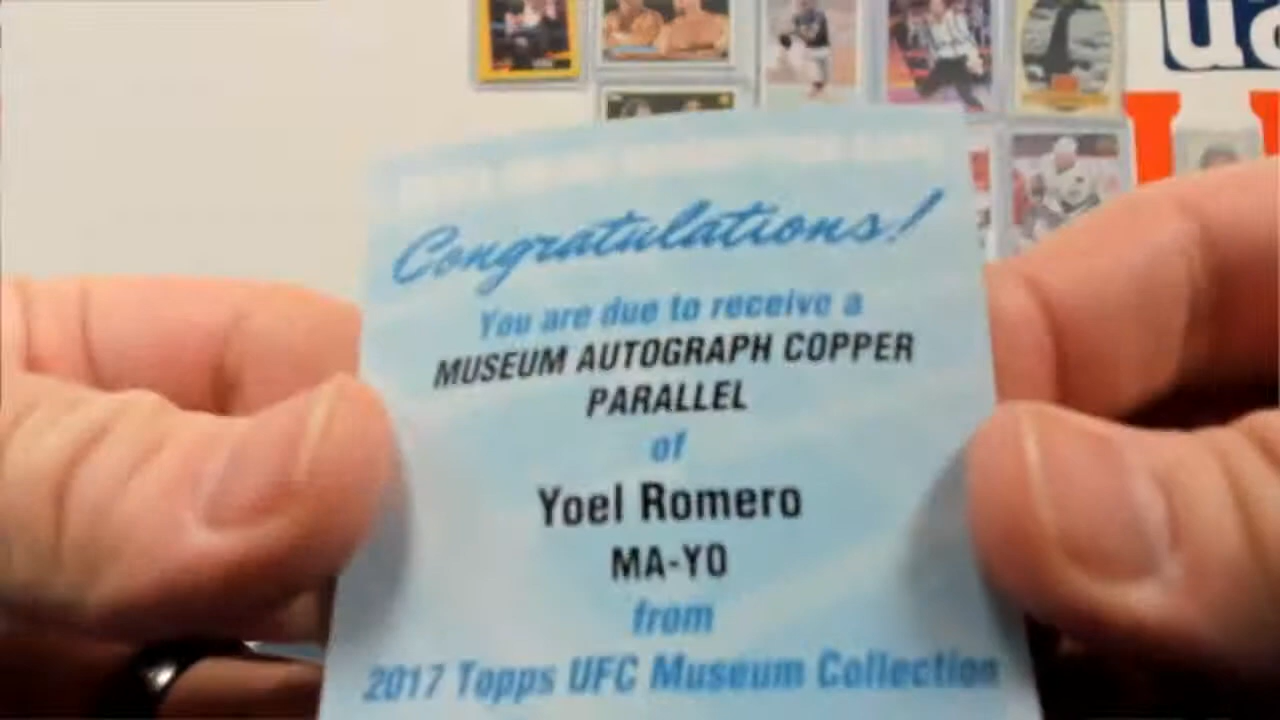 Congratulations!
You are due to receive a
MUSEUM AUTOGRAPH COPPER
PARALLEL
of
Yoel Romero
MA-YO
from
2017 Topps UFC Museum Collection